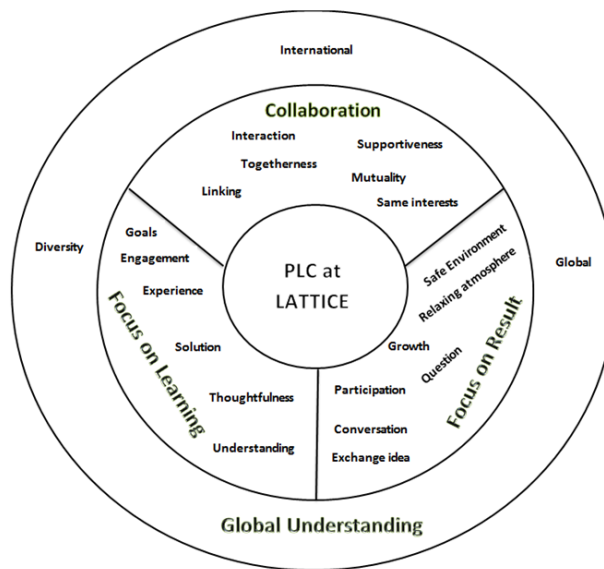 International
Collaboration
Interaction
Supportiveness
Togetherness
Mutuality
Linking
Same interests
Diversity
Goals
Engagement
Experience
Solution
Thoughtfulness
Understanding
Focus on Learning
PLC at
LATTICE
Safe Environment
Relaxing atmosphere
Growth
Question
Participation
Conversation
Exchange idea
Focus on Result
Global
Global Understanding